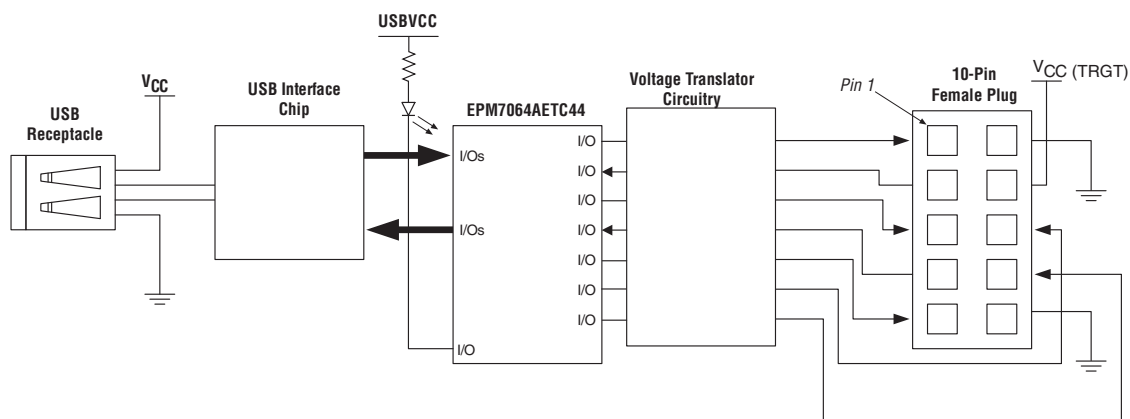 USBVCC
VCC
USB
Receptacle
USB Interface
Chip
EPM7064AETC44
Voltage Translator
Circuitry
Pin 1
10-Pin
Female Plug
VCC (TRGT)
I/Os
I/Os
I/O
I/O
I/O
I/O
I/O
I/O
I/O
I/O